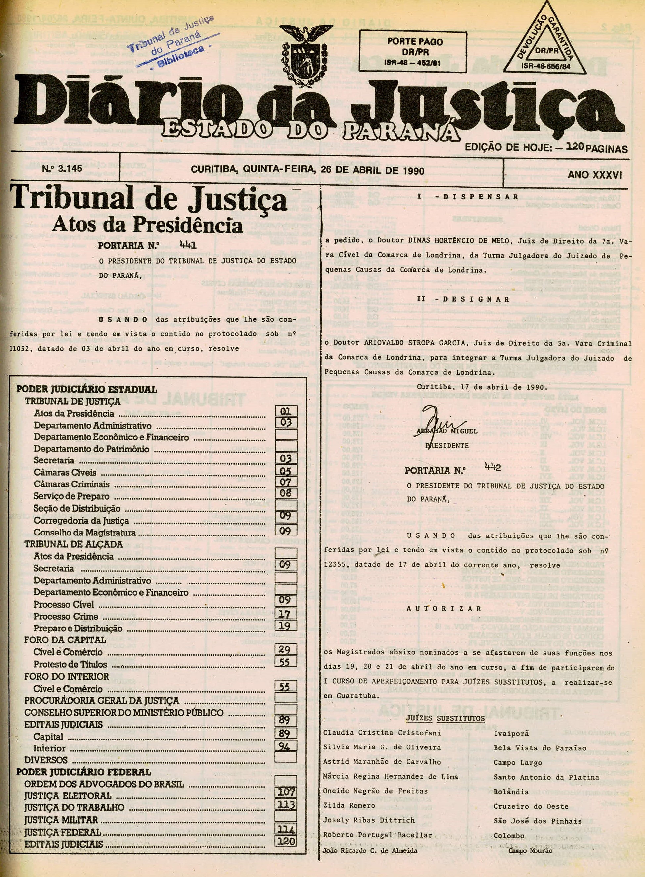 Tribunal de Justiça
do Paraná
- Biblioteca -
PORTE PAGO
DR/PR
ISR-48 — 452/81
DEVOLUÇÃO
GARANTIDA
DR/PR
ISR-48-556/84
Diário da Justiça
ESTADO DO PARANÁ
EDIÇÃO DE HOJE: — 120 PAGINAS
N.º 3.145
CURITIBA, QUINTA-FEIRA, 26 DE ABRIL DE 1990
ANO XXXVI
Tribunal de Justiça
Atos da Presidência
PORTARIA N.º 441
O PRESIDENTE DO TRIBUNAL DE JUSTIÇA DO ESTADO
DO PARANÁ,
U S A N D O das atribuições que lhe são con-
feridas por lei e tendo em vista o contido no protocolado sob nº
11052, datado de 03 de abril do ano em curso, resolve
PODER JUDICIÁRIO ESTADUAL
TRIBUNAL DE JUSTIÇA
Atos da Presidência 01
Departamento Administrativo 03
Departamento Econômico e Financeiro
Departamento do Patrimônio
Secretaria 03
Câmaras Cíveis 05
Câmaras Criminais 07
Serviço de Preparo 08
Seção de Distribuição
Corregedoria da Justiça 09
Conselho da Magistratura 09
TRIBUNAL DE ALÇADA
Atos da Presidência
Secretaria 09
Departamento Administrativo
Departamento Econômico e Financeiro
Processo Cível 09
Processo Crime 17
Preparo e Distribuição 19
FORO DA CAPITAL
Cível e Comércio 29
Protesto de Títulos 55
FORO DO INTERIOR
Cível e Comércio 55
PROCURADORIA GERAL DA JUSTIÇA
CONSELHO SUPERIOR DO MINISTÉRIO PÚBLICO
EDITAIS JUDICIAIS 89
Capital 89
Interior 94
DIVERSOS
PODER JUDICIÁRIO FEDERAL
ORDEM DOS ADVOGADOS DO BRASIL
JUSTIÇA ELEITORAL 107
JUSTIÇA DO TRABALHO 113
JUSTIÇA MILITAR
JUSTIÇA FEDERAL 114
EDITAIS JUDICIAIS 120
I - DISPENSAR
a pedido, o Doutor DIMAS HORTÊNCIO DE MELO, Juiz de Direito da 7a. Va-
ra Cível da Comarca de Londrina, da Turma Julgadora do Juizado de Pe-
quenas Causas da Comarca de Londrina.
II - DESIGNAR
o Doutor ARIOVALDO STROPA GARCIA, Juiz de Direito da 5a. Vara Criminal
da Comarca de Londrina, para integrar a Turma Julgadora do Juizado de
Pequenas Causas da Comarca de Londrina.
Curitiba, 17 de abril de 1990.
ABRAHÃO MIGUEL
PRESIDENTE
PORTARIA N.º 442
O PRESIDENTE DO TRIBUNAL DE JUSTIÇA DO ESTADO
DO PARANÁ,
U S A N D O das atribuições que lhe são con-
feridas por lei e tendo em vista o contido no protocolado sob nº
12355, datado de 17 de abril do corrente ano, resolve
A U T O R I Z A R
os Magistrados abaixo nominados a se afastarem de suas funções nos
dias 19, 20 e 21 de abril do ano em curso, a fim de participarem do
I CURSO DE APERFEIÇOAMENTO PARA JUÍZES SUBSTITUTOS, a realizar-se
em Guaratuba.
JUÍZES SUBSTITUTOS
Claudia Cristina Cristofani Ivaiporã
Silvia Maria G. de Oliveira Bela Vista do Paraíso
Astrid Maranhão de Carvalho Campo Largo
Márcia Regina Hernandez de Lima Santo Antonio da Platina
Oneide Negrão de Freitas Rolândia
Zilda Romero Cruzeiro do Oeste
Josely Ribas Dittrich São José dos Pinhais
Roberto Portugal Bacellar Colombo
João Ricardo C. de Almeida Campo Mourão